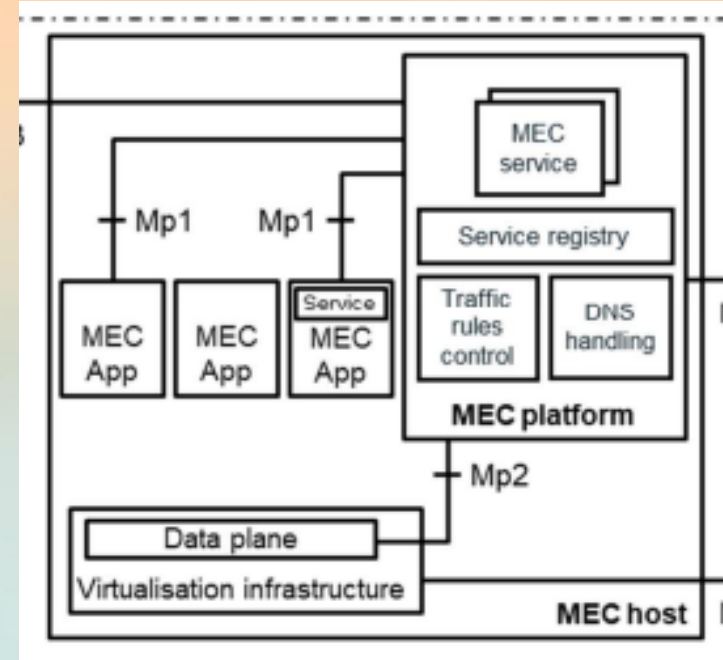 MEC
service
Service registry
Mp1
Mp1
Traffic
rules
control
DNS
handling
Service
MEC
App
MEC
App
MEC
App
MEC platform
Mp2
Data plane
Virtualisation infrastructure
MEC host